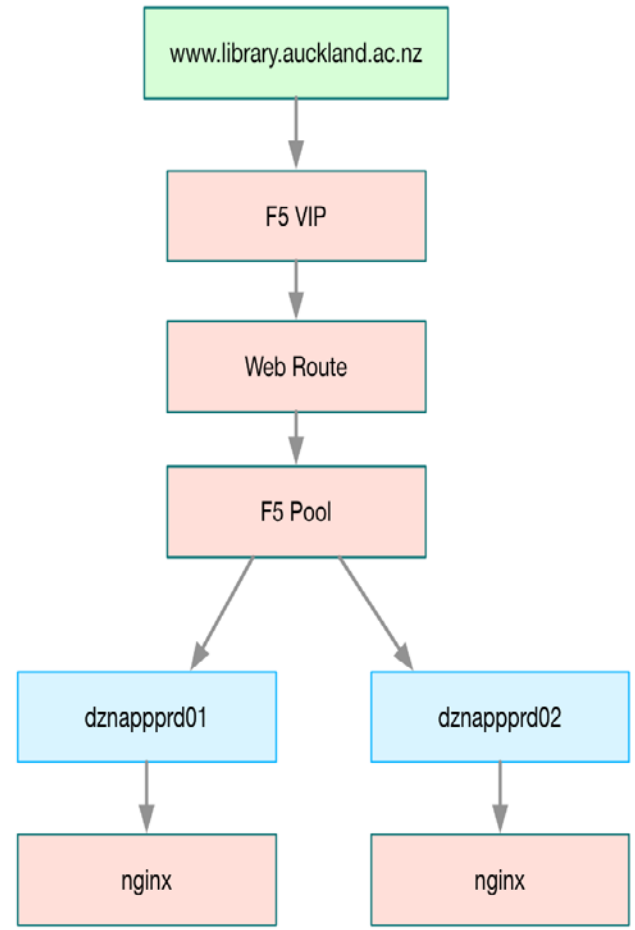 www.library.auckland.ac.nz
F5 VIP
Web Route
F5 Pool
dznappprd01
dznappprd02
nginx
nginx